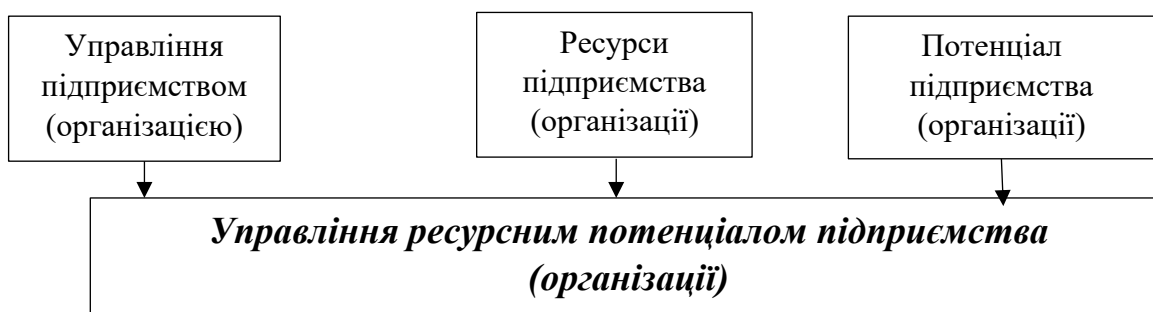 Управління
підприємством
(організацією)
Ресурси
підприємства
(організації)
Потенціал
підприємства
(організації)
Управління ресурсним потенціалом підприємства
(організації)